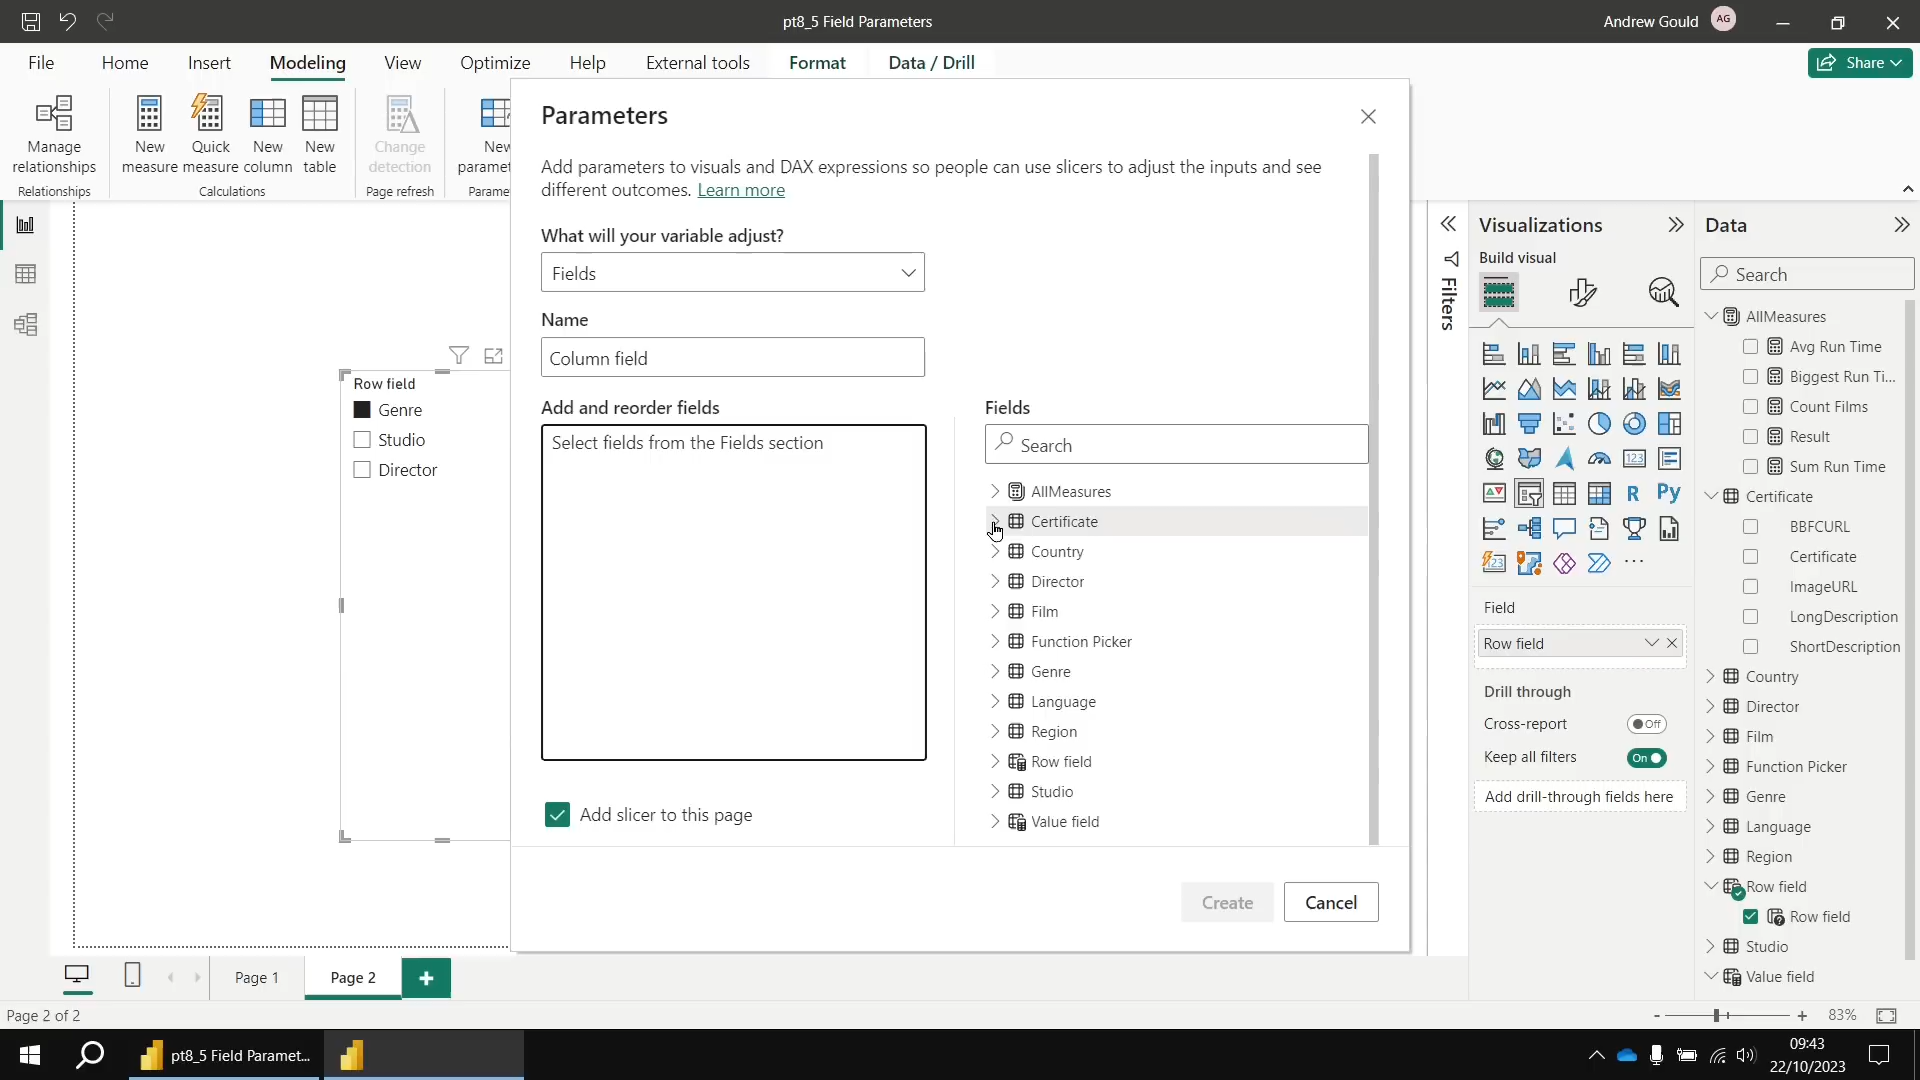 pt8_5 Field Parameters
Andrew Gould
AG
File
Home
Insert
Modeling
View
Optimize
Help
External tools
Format
Data / Drill
Share
Manage
relationships
Relationships
New
measure
Quick
measure
New
column
New
table
Calculations
Change
detection
Page refresh
New
paramet
Parame
Parameters
Add parameters to visuals and DAX expressions so people can use slicers to adjust the inputs and see
different outcomes. Learn more
What will your variable adjust?
Fields
Name
Column field
Add and reorder fields
Select fields from the Fields section
Add slicer to this page
Fields
Search
AllMeasures
Certificate
Country
Director
Film
Function Picker
Genre
Language
Region
Row field
Studio
Value field
Create
Cancel
Row field
Genre
Studio
Director
Filters
Visualizations
Build visual
123
R
Py
123
Field
Row field
Drill through
Cross-report
Off
Keep all filters
On
Add drill-through fields here
Data
Search
AllMeasures
Avg Run Time
Biggest Run Ti...
Count Films
Result
Sum Run Time
Certificate
BBFCURL
Certificate
ImageURL
LongDescription
ShortDescription
Country
Director
Film
Function Picker
Genre
Language
Region
Row field
Row field
Studio
Value field
Page 1
Page 2
Page 2 of 2
83%
pt8_5 Field Paramet...
09:43
22/10/2023